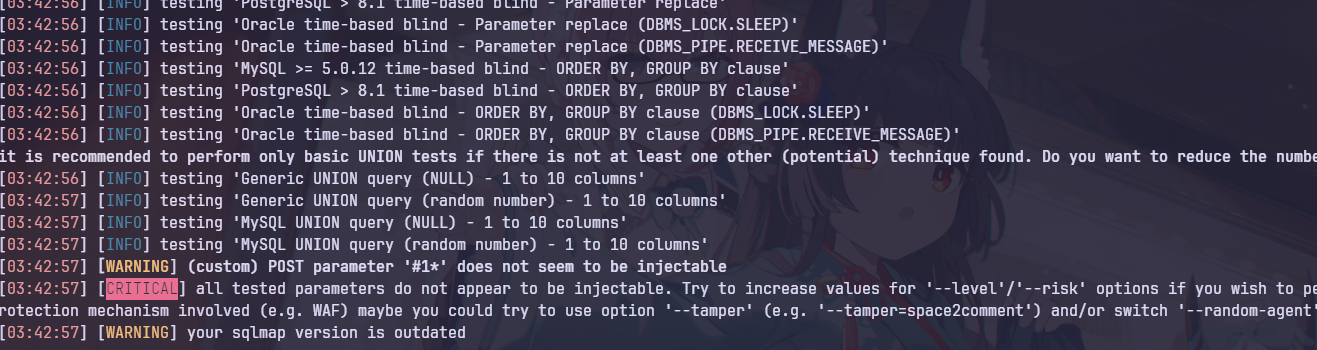 [03:42:56] [INFO] testing 'PostgreSQL > 8.1 time-based blind - Parameter replace'
[03:42:56] [INFO] testing 'Oracle time-based blind - Parameter replace (DBMS_LOCK.SLEEP)'
[03:42:56] [INFO] testing 'Oracle time-based blind - Parameter replace (DBMS_PIPE.RECEIVE_MESSAGE)'
[03:42:56] [INFO] testing 'MySQL >= 5.0.12 time-based blind - ORDER BY, GROUP BY clause'
[03:42:56] [INFO] testing 'PostgreSQL > 8.1 time-based blind - ORDER BY, GROUP BY clause'
[03:42:56] [INFO] testing 'Oracle time-based blind - ORDER BY, GROUP BY clause (DBMS_LOCK.SLEEP)'
[03:42:56] [INFO] testing 'Oracle time-based blind - ORDER BY, GROUP BY clause (DBMS_PIPE.RECEIVE_MESSAGE)'
it is recommended to perform only basic UNION tests if there is not at least one other (potential) technique found. Do you want to reduce the numbe
[03:42:56] [INFO] testing 'Generic UNION query (NULL) - 1 to 10 columns'
[03:42:56] [INFO] testing 'Generic UNION query (random number) - 1 to 10 columns'
[03:42:57] [INFO] testing 'MySQL UNION query (NULL) - 1 to 10 columns'
[03:42:57] [INFO] testing 'MySQL UNION query (random number) - 1 to 10 columns'
[03:42:57] [WARNING] (custom) POST parameter '#1*' does not seem to be injectable
[03:42:57] [CRITICAL] all tested parameters do not appear to be injectable. Try to increase values for '--level'/'--risk' options if you wish to pe
rotection mechanism involved (e.g. WAF) maybe you could try to use option '--tamper' (e.g. '--tamper=space2comment') and/or switch '--random-agent'
[03:42:57] [WARNING] your sqlmap version is outdated